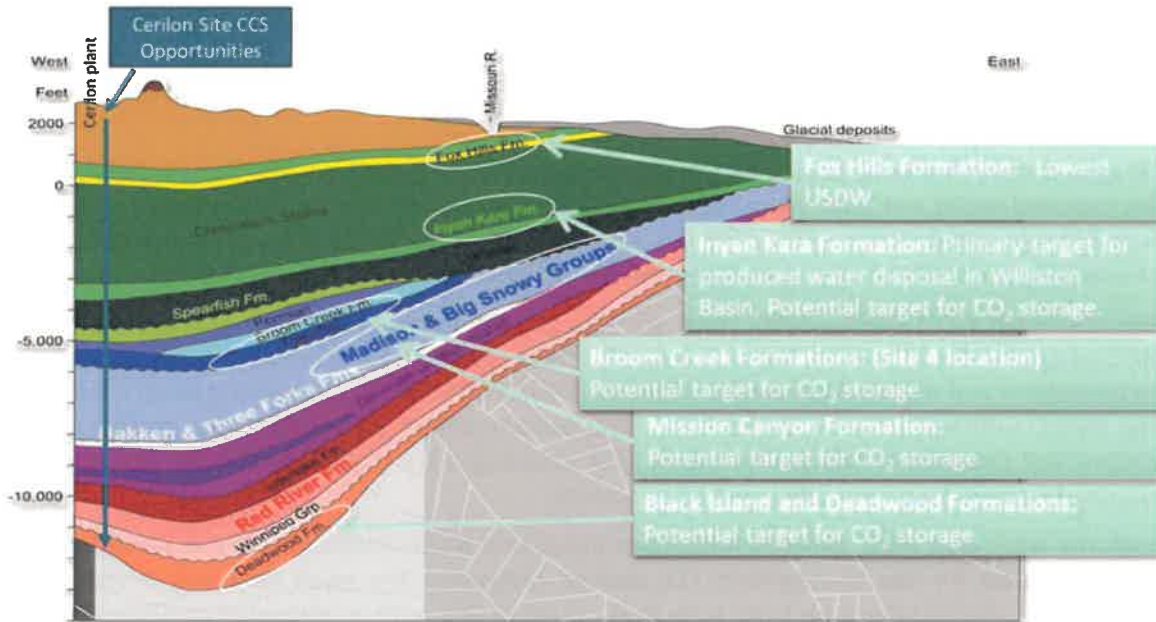 Cerilon Site CCS
Opportunities
West
Feet
Cerilon plant
~ Missouri R.
East
2000
0
-5,000
-10,000
Glacial deposits
Fox Hills Fm.
Inyan Kara Fm.
Spearfish Fm.
Broom Creek Fm.
Madison & Big Snowy Groups
Bakken & Three Forks Fms
Red River Fm
Winnipeg Grp
Deadwood Fm.
Fox Hills Formation: Lowest
USDW.
Inyan Kara Formation: Primary target for
produced water disposal in Williston
Basin. Potential target for CO₂ storage.
Broom Creek Formations: (Site 4 location)
Potential target for CO₂ storage.
Mission Canyon Formation:
Potential target for CO₂ storage.
Black Island and Deadwood Formations:
Potential target for CO₂ storage.